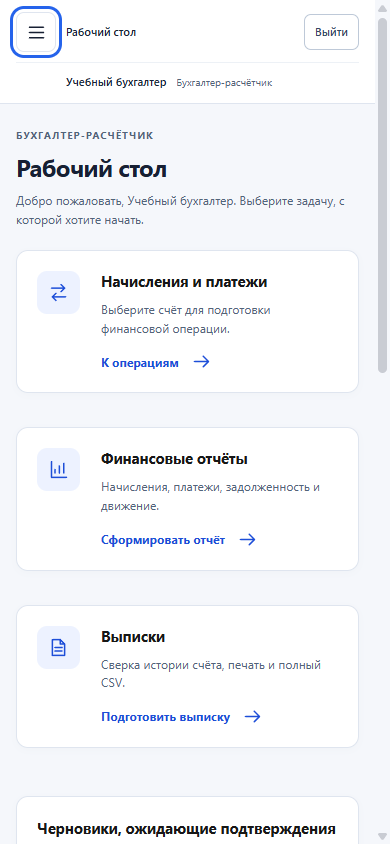 Рабочий стол
Выйти
Учебный бухгалтер Бухгалтер-расчётчик
БУХГАЛТЕР-РАСЧЁТЧИК
Рабочий стол
Добро пожаловать, Учебный бухгалтер. Выберите задачу, с
которой хотите начать.
Начисления и платежи
Выберите счёт для подготовки
финансовой операции.
К операциям
Финансовые отчёты
Начисления, платежи, задолженность и
движение.
Сформировать отчёт
Выписки
Сверка истории счёта, печать и полный
CSV.
Подготовить выписку
Черновики, ожидающие подтверждения